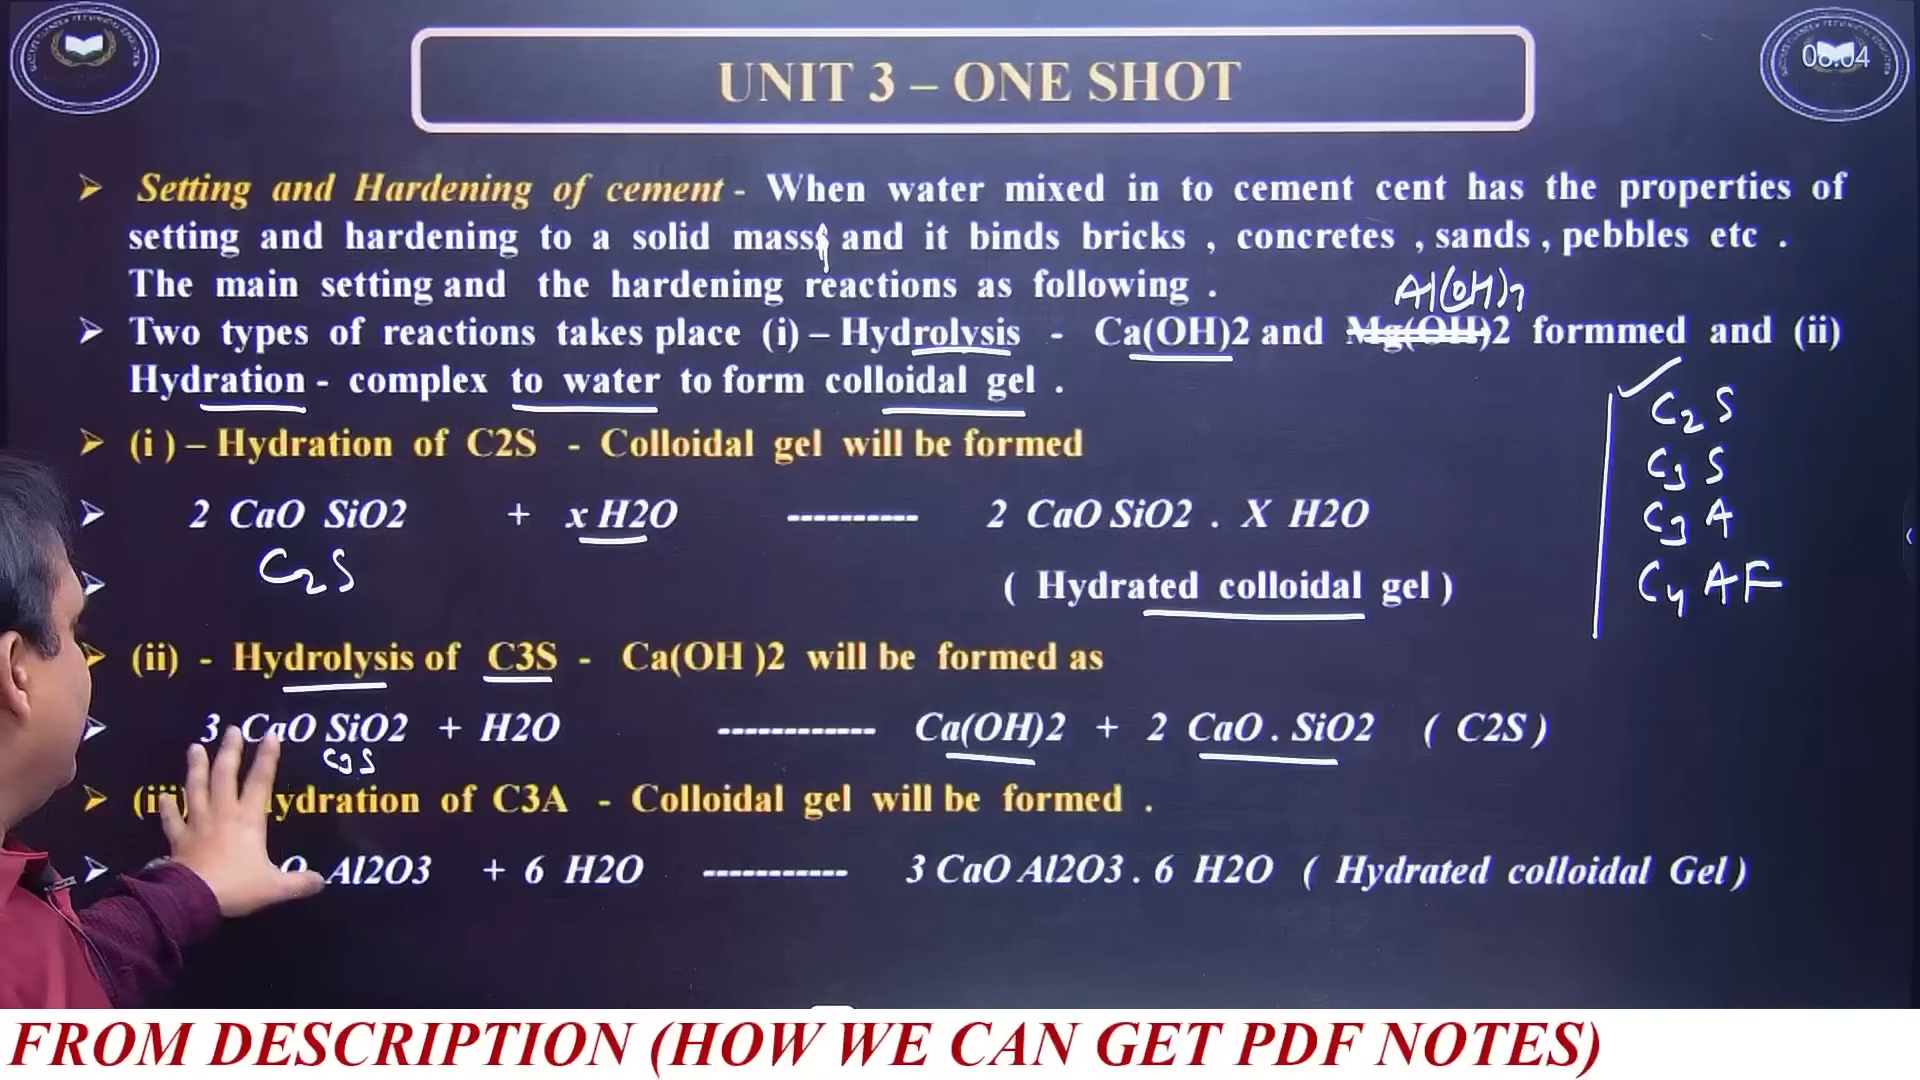 UNIT 3 – ONE SHOT
08:04
Setting and Hardening of cement - When water mixed in to cement cent has the properties of
setting and hardening to a solid mass and it binds bricks , concretes , sands , pebbles etc .
The main setting and the hardening reactions as following .
Al(OH)3
Two types of reactions takes place (i) – Hydrolysis - Ca(OH)2 and Mg(OH)2 formmed and (ii)
Hydration - complex to water to form colloidal gel .
C2S
(i ) – Hydration of C2S - Colloidal gel will be formed
C3S
2 CaO SiO2 + x H2O ---------- 2 CaO SiO2 . X H2O
C3A
C2S
( Hydrated colloidal gel )
C4AF
(ii) - Hydrolysis of C3S - Ca(OH )2 will be formed as
3 CaO SiO2 + H2O ------------ Ca(OH)2 + 2 CaO . SiO2 ( C2S )
C3S
ydration of C3A - Colloidal gel will be formed .
Al2O3 + 6 H2O ----------- 3 CaO Al2O3 . 6 H2O ( Hydrated colloidal Gel )
FROM DESCRIPTION (HOW WE CAN GET PDF NOTES)